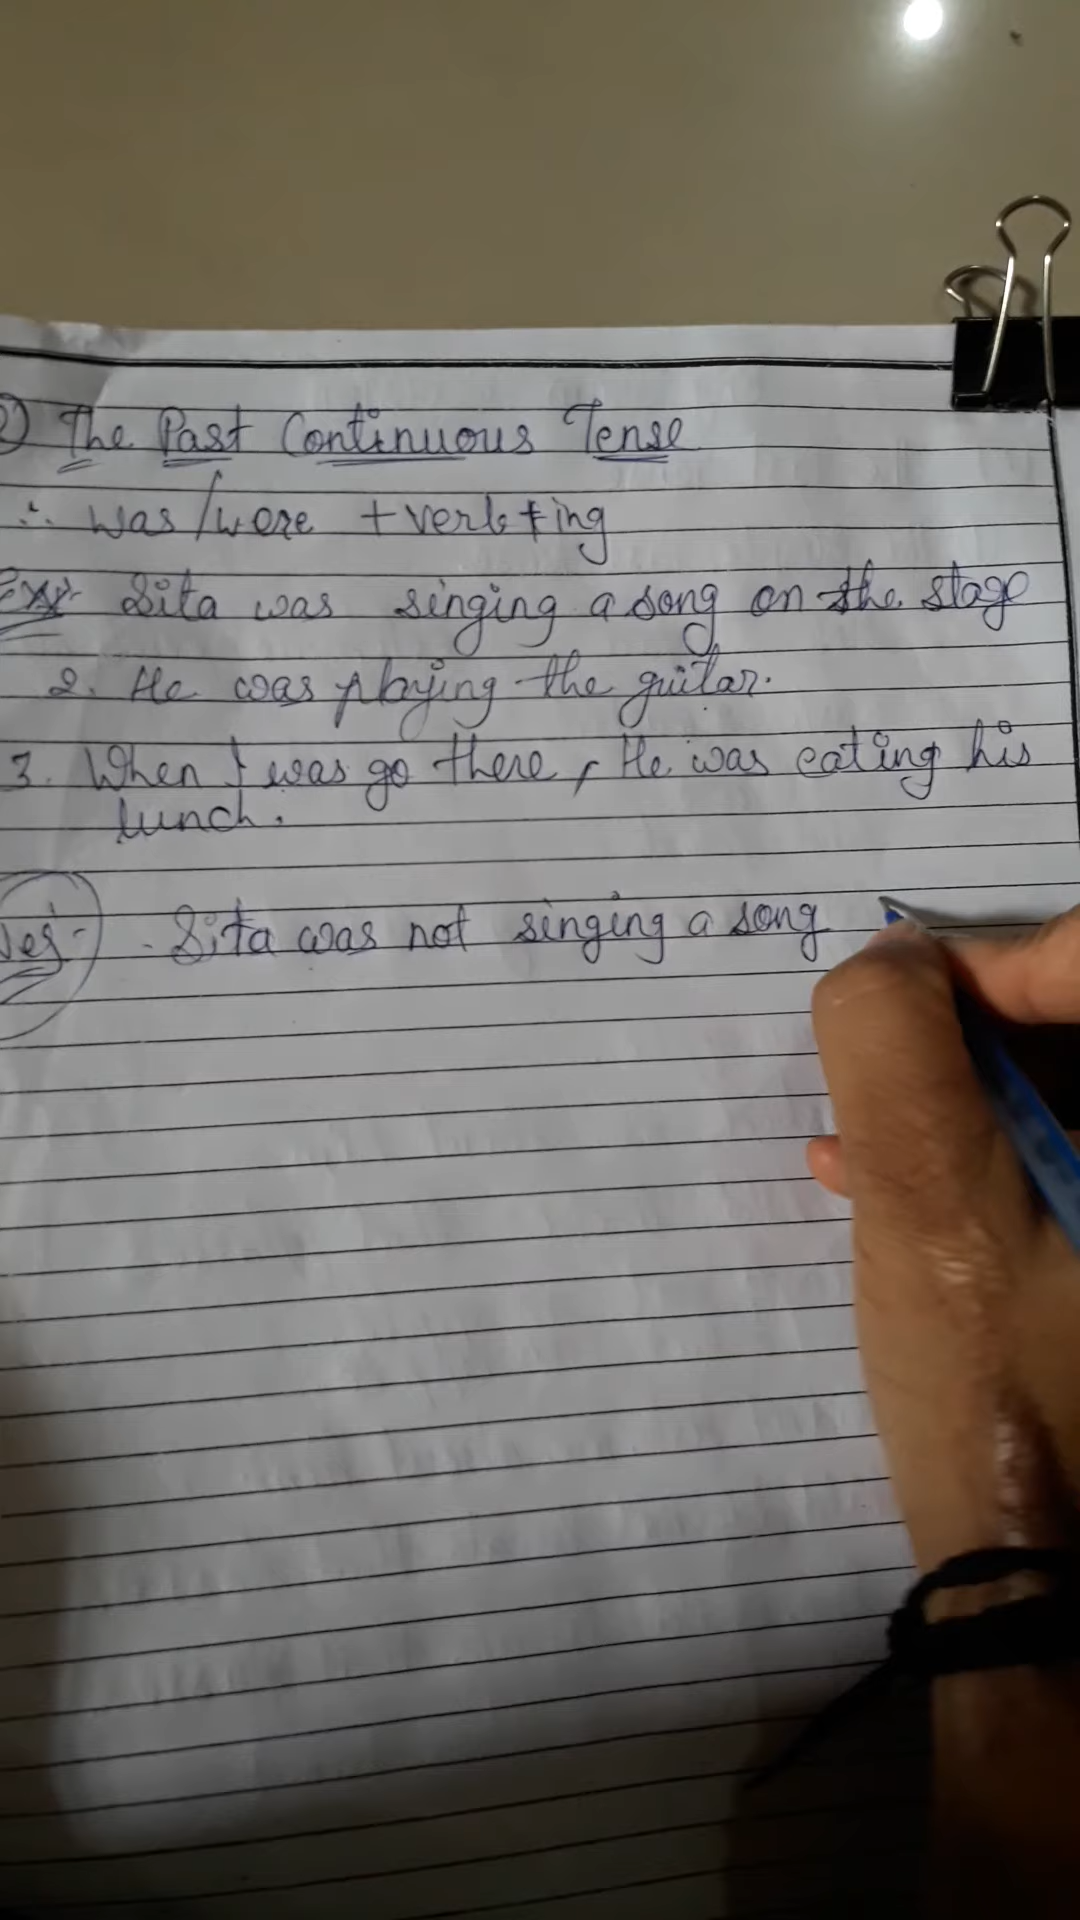 2) The Past Continuous Tense
∴ Was/were + verb + ing
Ex:- Sita was singing a song on the stage
2. He was playing the guitar.
3. When I was go there, He was eating his
lunch.
Neg:- . Sita was not singing a song